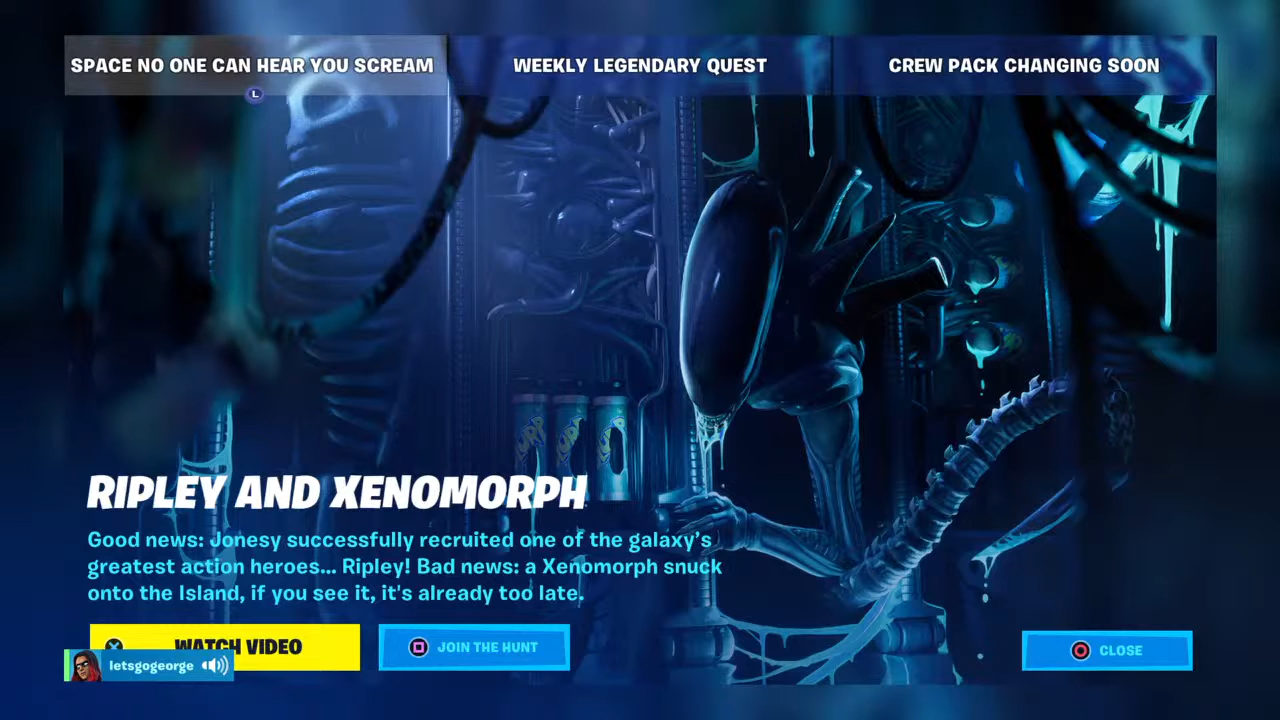 SPACE NO ONE CAN HEAR YOU SCREAM
WEEKLY LEGENDARY QUEST
CREW PACK CHANGING SOON
L
RIPLEY AND XENOMORPH
Good news: Jonesy successfully recruited one of the galaxy's
greatest action heroes... Ripley! Bad news: a Xenomorph snuck
onto the Island, if you see it, it's already too late.
WATCH VIDEO
JOIN THE HUNT
CLOSE
letsgogeorge